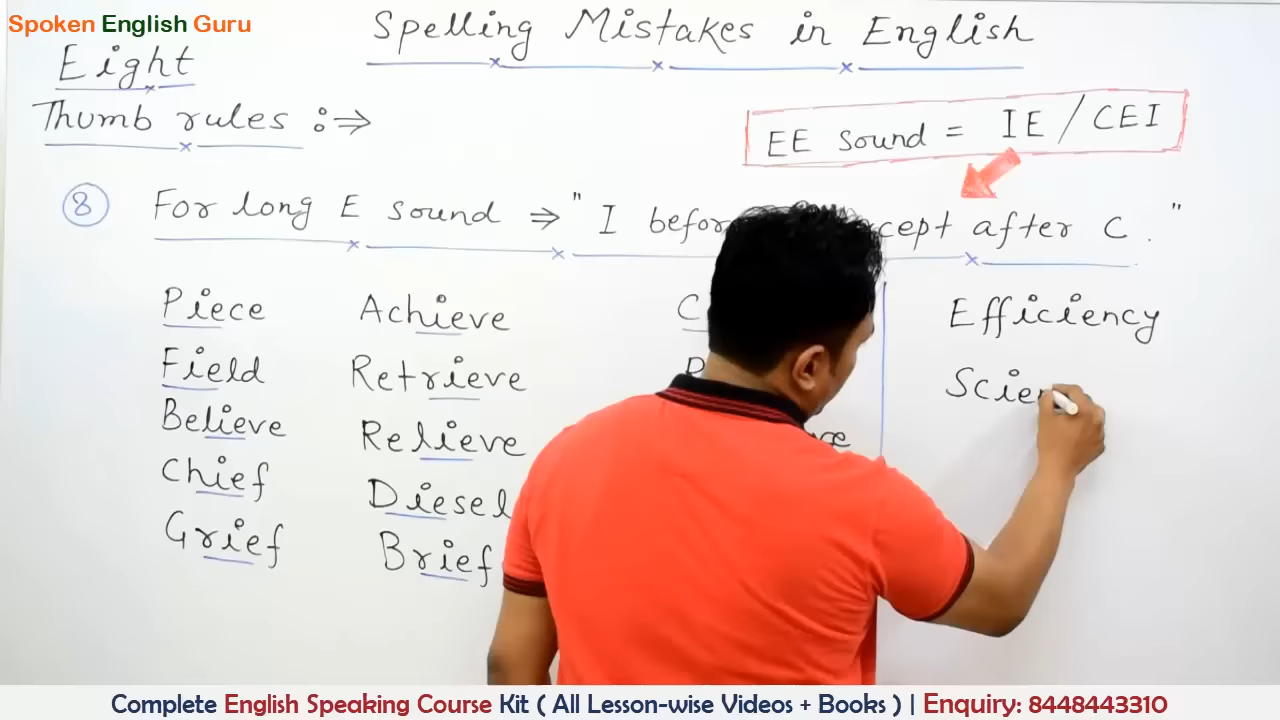 Spoken English Guru
Spelling Mistakes in English
Eight
Thumb rules :⇒
EE Sound = IE / CEI
8 For long E sound ⇒ " I after C. "
Piece Achieve Efficiency
Field Retrieve
Believe Relieve
Chief Diesel
Grief Brief
Complete English Speaking Course Kit ( All Lesson-wise Videos + Books ) | Enquiry: 8448443310